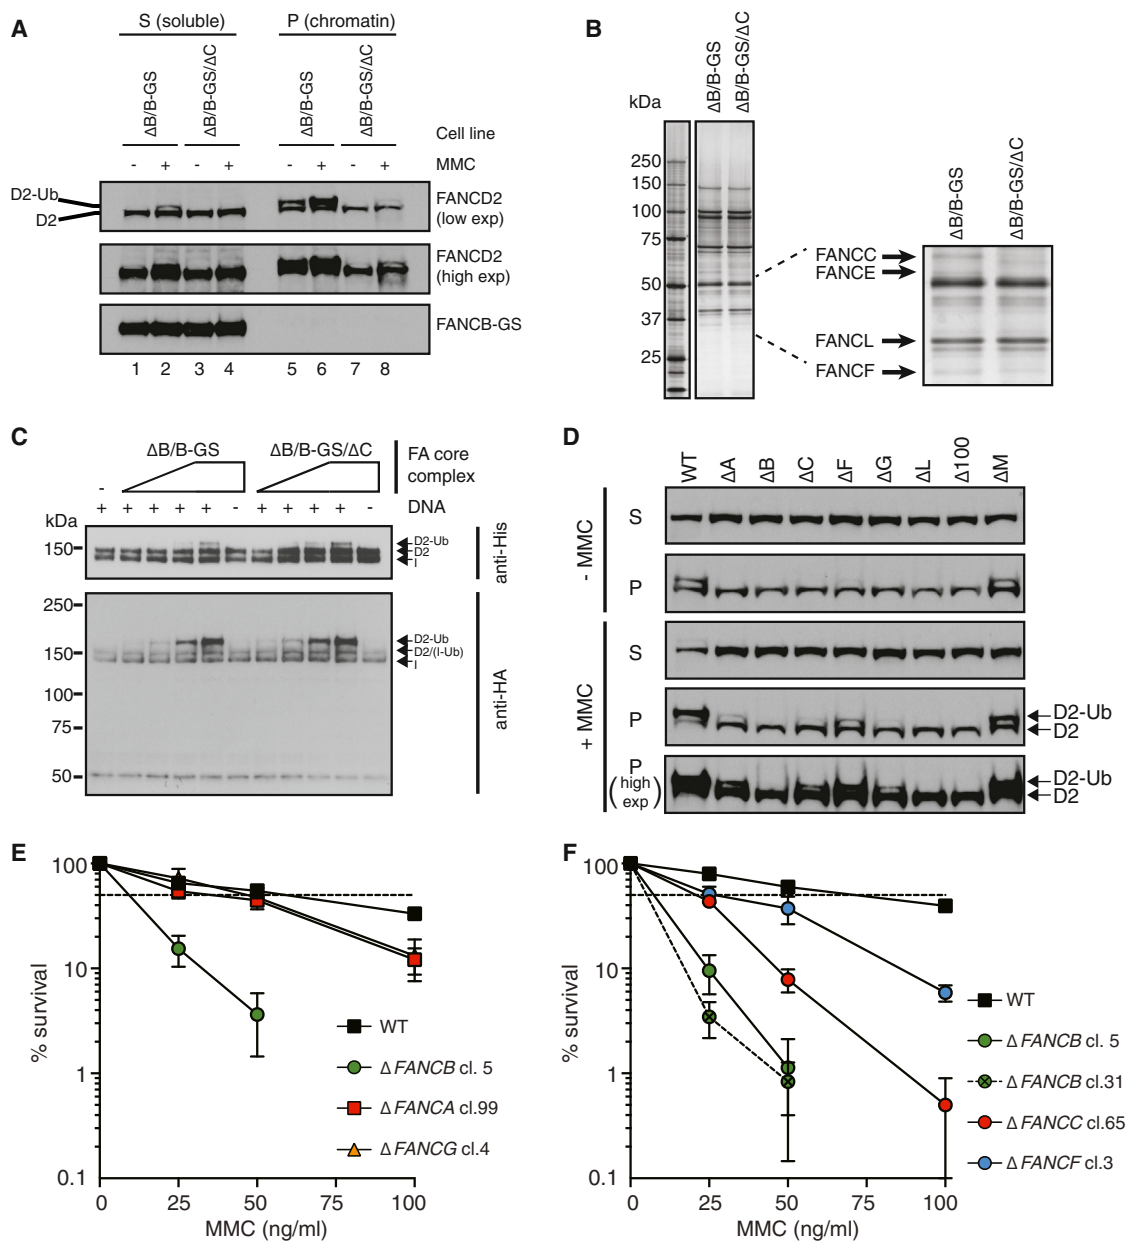 A
S (soluble)
P (chromatin)
ΔB/B-GS
ΔB/B-GS/ΔC
ΔB/B-GS
ΔB/B-GS/ΔC
Cell line
- + - + - + - + MMC
D2-Ub
D2
FANCD2
(low exp)
FANCD2
(high exp)
FANCB-GS
1 2 3 4 5 6 7 8
B
kDa
ΔB/B-GS
ΔB/B-GS/ΔC
250
150
100
75
50
37
25
ΔB/B-GS
ΔB/B-GS/ΔC
FANCC
FANCE
FANCL
FANCF
C
ΔB/B-GS
ΔB/B-GS/ΔC
FA core
complex
-
+ + + + + - + + + + - DNA
kDa
150
D2-Ub
D2
I
anti-His
250
150
100
75
50
D2-Ub
D2/(I-Ub)
I
anti-HA
D
WT ΔA ΔB ΔC ΔF ΔG ΔL Δ100 ΔM
- MMC
S
P
+ MMC
S
P
D2-Ub
D2
P
(high
exp)
D2-Ub
D2
E
100
10
1
0.1
% survival
0 25 50 100
MMC (ng/ml)
WT
Δ FANCB cl. 5
Δ FANCA cl.99
Δ FANCG cl.4
F
100
10
1
0.1
% survival
0 25 50 100
MMC (ng/ml)
WT
Δ FANCB cl. 5
Δ FANCB cl.31
Δ FANCC cl.65
Δ FANCF cl.3